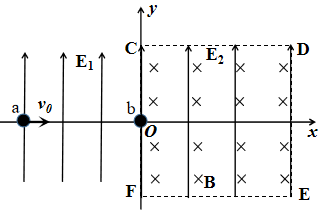 y
C E₂ D
E₁
a v₀ b O x
F B E